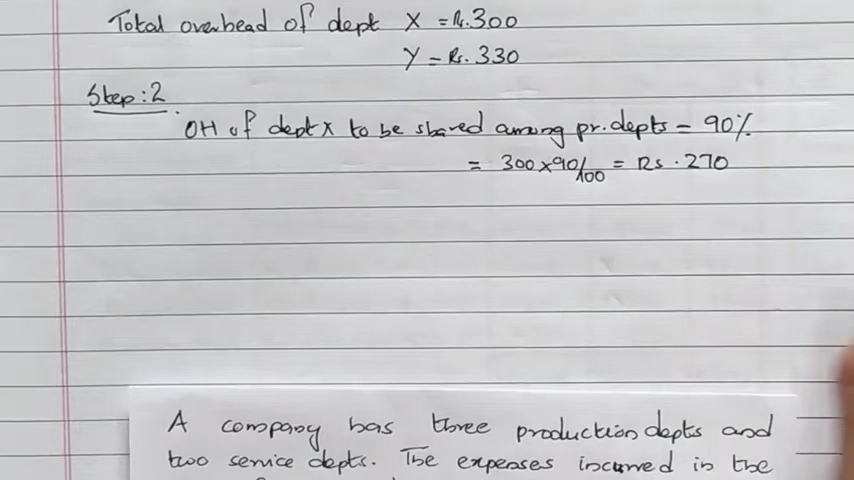 Total overhead of dept X = Rs.300
Y = Rs. 330
Step:2
OH of dept X to be shared among pr. depts = 90%
= 300 x 90/100 = Rs. 270
A company has three production depts and
two service depts. The expenses incurred in the